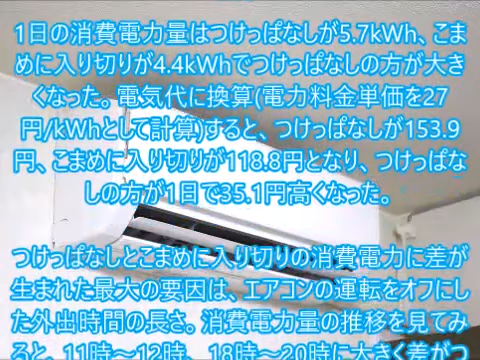 1日の消費電力量はつけっぱなしが5.7kWh、こま
めに入り切りが4.4kWhでつけっぱなしの方が大き
くなった。電気代に換算(電力料金単価を27
円/kWhとして計算)すると、つけっぱなしが153.9
円、こまめに入り切りが118.8円となり、つけっぱな
しの方が1日で35.1円高くなった。
つけっぱなしとこまめに入り切りの消費電力に差が
生まれた最大の要因は、エアコンの運転をオフにし
た外出時間の長さ。消費電力量の推移を見てみ
ると、11時～12時、18時～20時に大きく差がつ